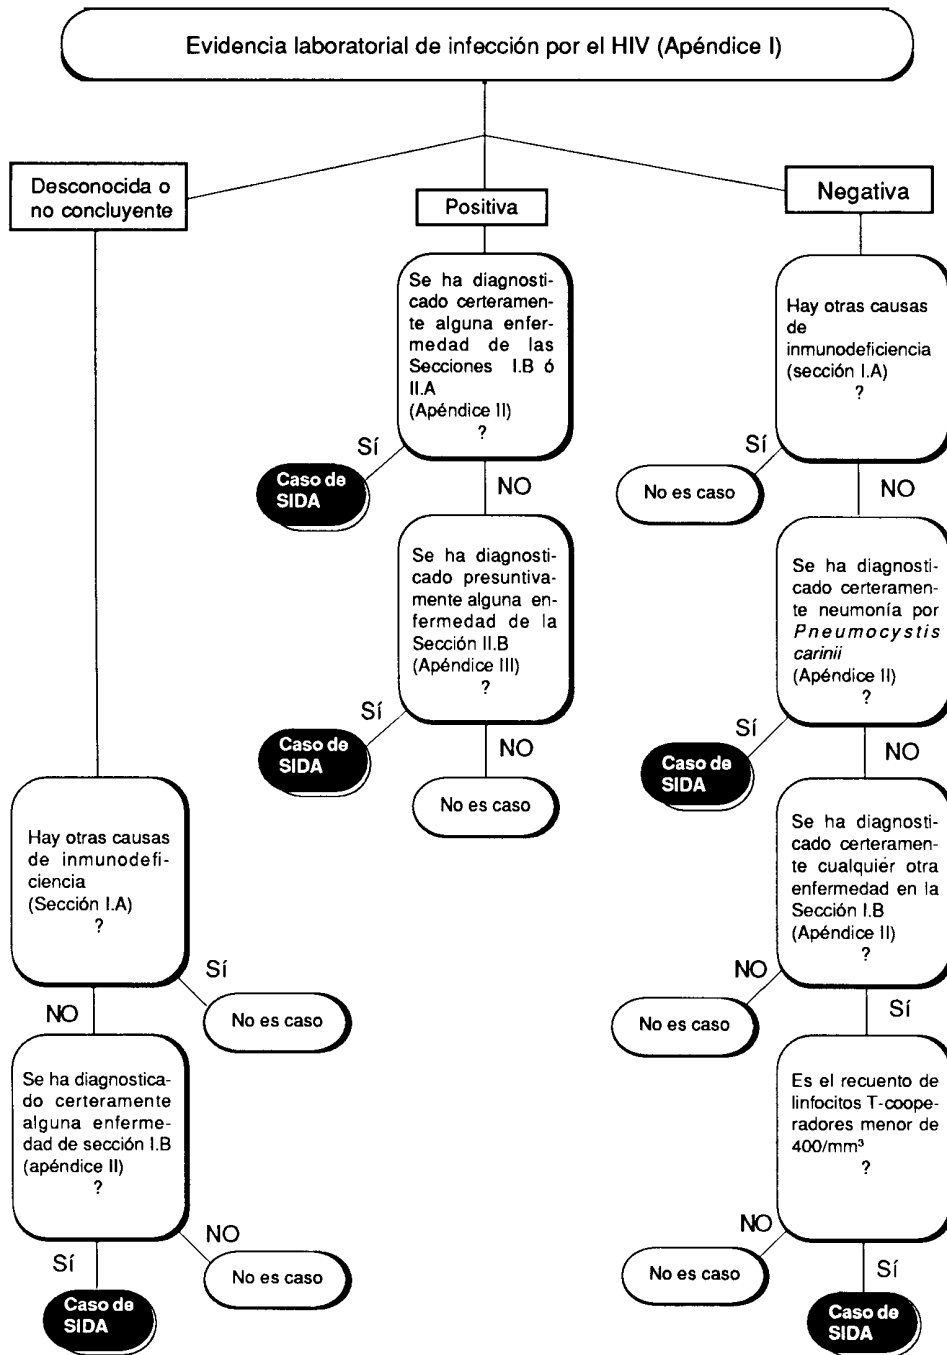 Evidencia laboratorial de infección por el HIV (Apéndice I)
Desconocida o
no concluyente
Positiva
Negativa
Se ha diagnosti-
cado certeramen-
te alguna enfer-
medad de las
Secciones I.B ó
II.A
(Apéndice II)
?
Sí
Caso de
SIDA
NO
Se ha diagnosti-
cado presuntiva-
mente alguna en-
fermedad de la
Sección II.B
(Apéndice III)
?
Sí
Caso de
SIDA
NO
No es caso
Hay otras causas
de
inmunodeficiencia
(sección I.A)
?
Sí
No es caso
NO
Se ha diagnosti-
cado certeramen-
te neumonía por
Pneumocystis
carinii
(Apéndice II)
?
Sí
Caso de
SIDA
NO
Se ha diagnosti-
cado certeramen-
te cualquier otra
enfermedad en la
Sección I.B
(Apéndice II)
?
NO
No es caso
Sí
Es el recuento de
linfocitos T-coope-
radores menor de
400/mm³
?
NO
No es caso
Sí
Caso de
SIDA
Hay otras causas
de inmunodefi-
ciencia
(Sección I.A)
?
Sí
No es caso
NO
Se ha diagnostica-
do certeramente
alguna enferme-
dad de sección I.B
(apéndice II)
?
NO
No es caso
Sí
Caso de
SIDA